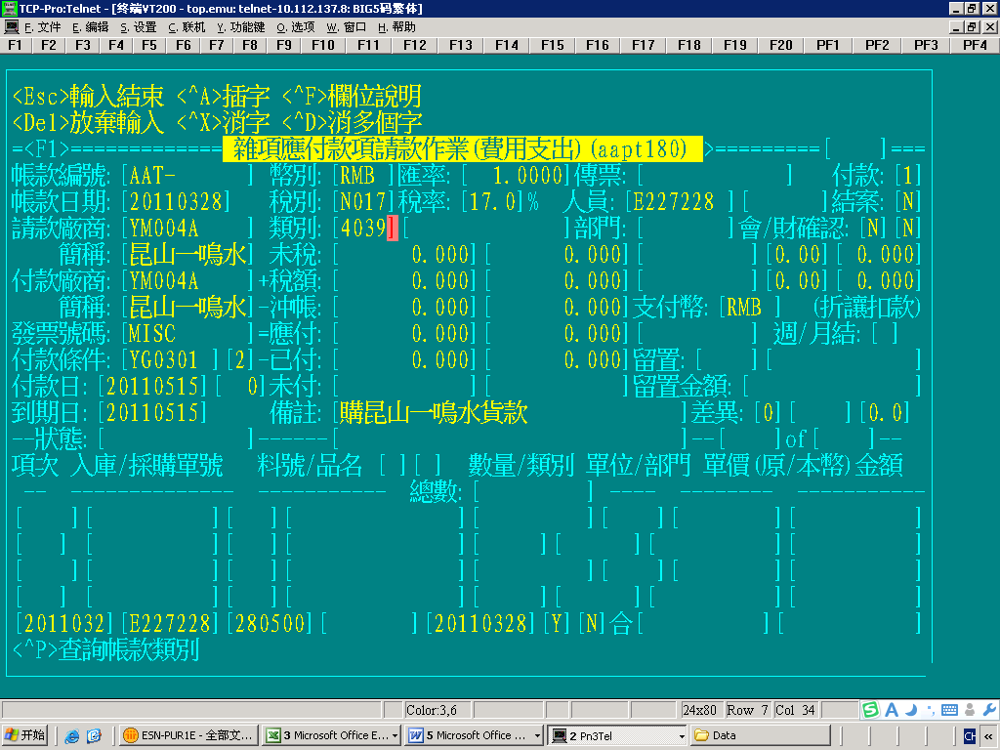 TCP-Pro:Telnet - [终端VT200 - top.emu: telnet-10.112.137.8: BIG5码繁体]
F. 文件 E. 编辑 S. 设置 C. 联机 Y. 功能键 O. 选项 W. 窗口 H. 帮助
F1 F2 F3 F4 F5 F6 F7 F8 F9 F10 F11 F12 F13 F14 F15 F16 F17 F18 F19 F20 PF1 PF2 PF3 PF4
<Esc>輸入結束 <^A>插字 <^F>欄位說明
<Del>放棄輸入 <^X>消字 <^D>消多個字
=<F1>============= 雜項應付款項請款作業(費用支出)(aapt180) >=========[ ]===
帳款編號: [AAT- ] 幣別: [RMB ]匯率: [ 1.0000]傳票: [ ] 付款: [1]
帳款日期: [20110328] 稅別: [N017]稅率: [17.0]% 人員: [E227228 ][ ]結案: [N]
請款廠商: [YM004A ] 類別: [4039][ ]部門: [ ]會/財確認: [N][N]
簡稱: [昆山一鳴水] 未稅: [ 0.000][ 0.000][ ][0.00][ 0.000]
付款廠商: [YM004A ]+稅額: [ 0.000][ 0.000][ ][0.00][ 0.000]
簡稱: [昆山一鳴水]-沖帳: [ 0.000][ 0.000]支付幣: [RMB ] (折讓扣款)
發票號碼: [MISC ]=應付: [ 0.000][ 0.000][ ] 週/月結: [ ]
付款條件: [YG0301 ][2]-已付: [ 0.000][ 0.000]留置: [ ][ ]
付款日: [20110515][ 0]未付: [ ][ ]留置金額: [ ]
到期日: [20110515] 備註: [購昆山一鳴水貨款 ]差異: [0][ ][0.0]
--狀態: [ ]------[ ]--[ ]of[ ]--
項次 入庫/採購單號 料號/品名 [ ][ ] 數量/類別 單位/部門 單價(原/本幣)金額
-- -------------- ----------- 總數: [ ] ---- -------- -----------
[ ][ ][ ][ ][ ][ ][ ][ ]
[ ] [ ][ ][ ][ ][ ][ ][ ]
[ ][ ][ ][ ][ ][ ][ ][ ]
[ ] [ ][ ][ ][ ][ ][ ][ ]
[2011032][E227228][280500][ ][20110328][Y][N]合[ ][ ]
<^P>查詢帳款類別
Color:3,6 24x80 Row 7 Col 34
开始 ESN-PUR1E - 全部文... 3 Microsoft Office E... 5 Microsoft Office ... 2 Pn3Tel Data CH «